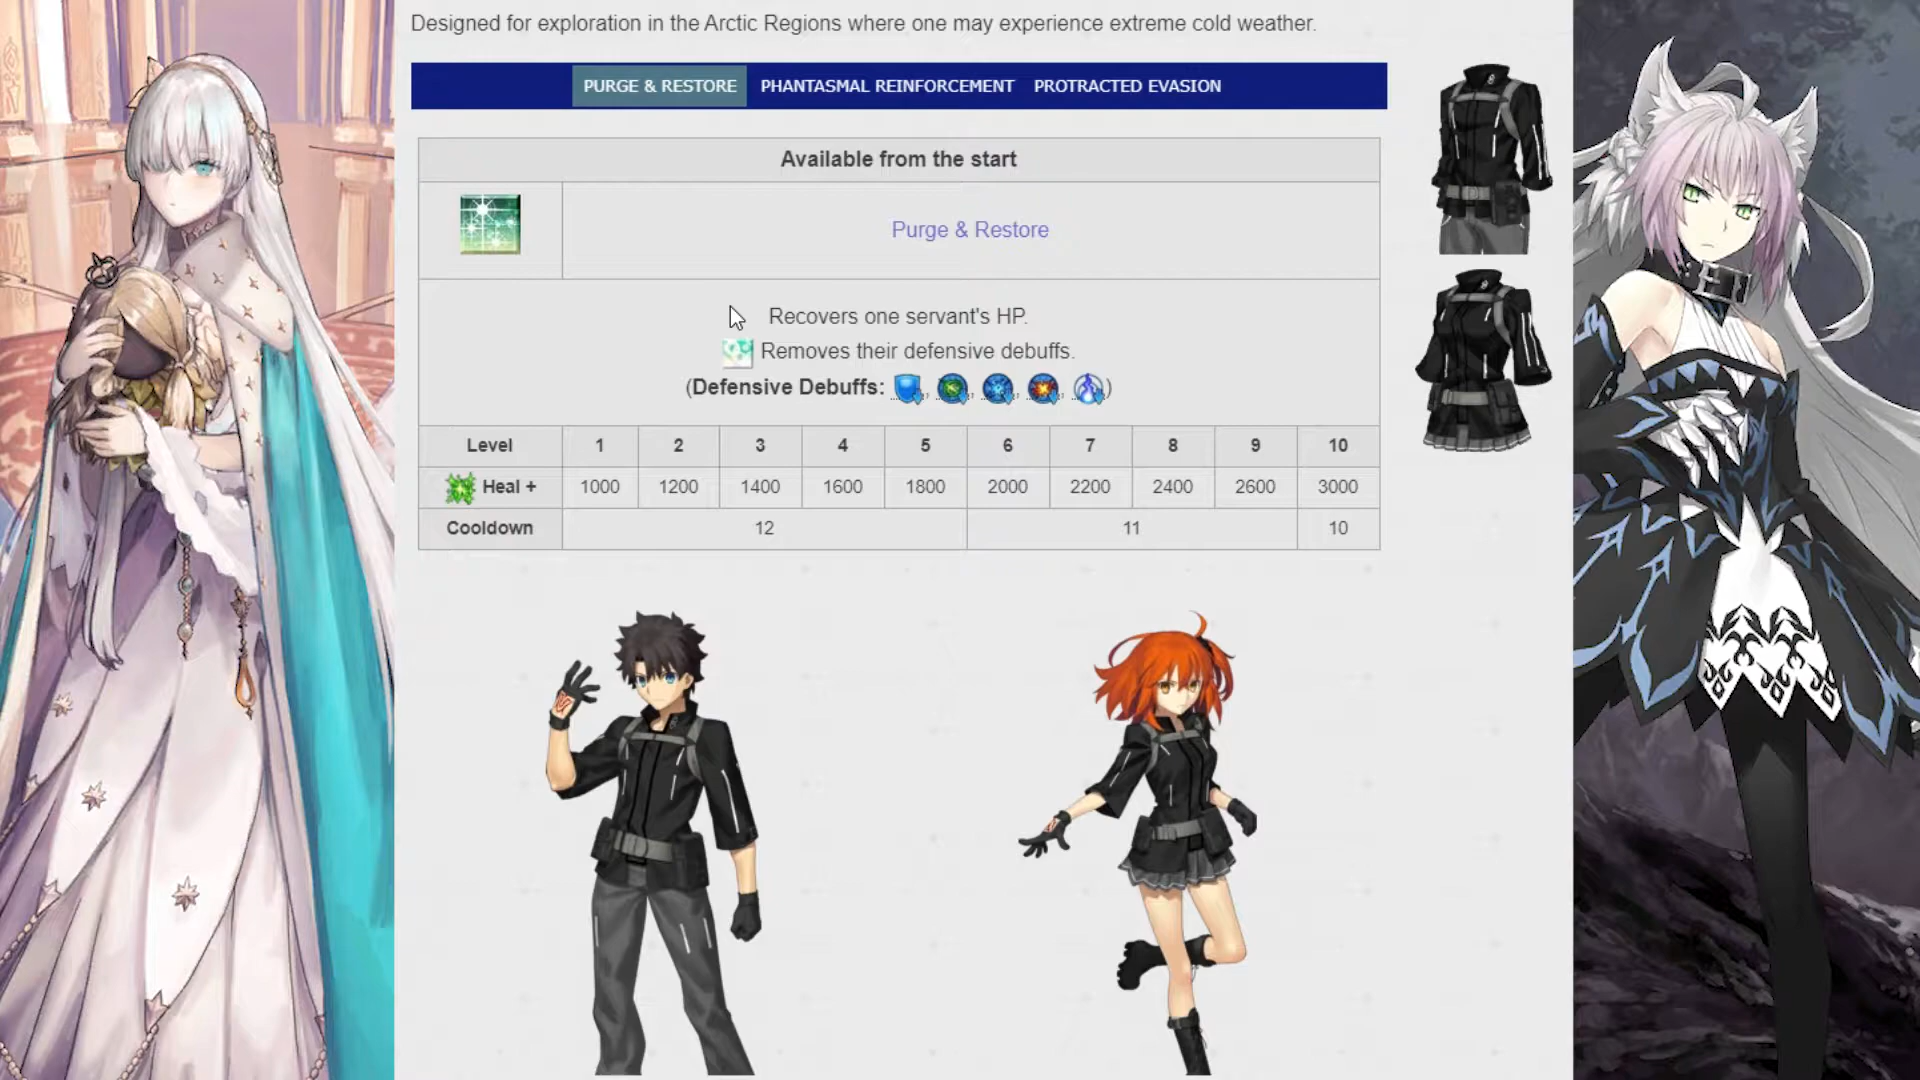 Designed for exploration in the Arctic Regions where one may experience extreme cold weather.
PURGE & RESTORE PHANTASMAL REINFORCEMENT PROTRACTED EVASION
Available from the start
Purge & Restore
Recovers one servant's HP.
Removes their defensive debuffs.
(Defensive Debuffs: , , , , )
Level 1 2 3 4 5 6 7 8 9 10
Heal + 1000 1200 1400 1600 1800 2000 2200 2400 2600 3000
Cooldown 12 11 10